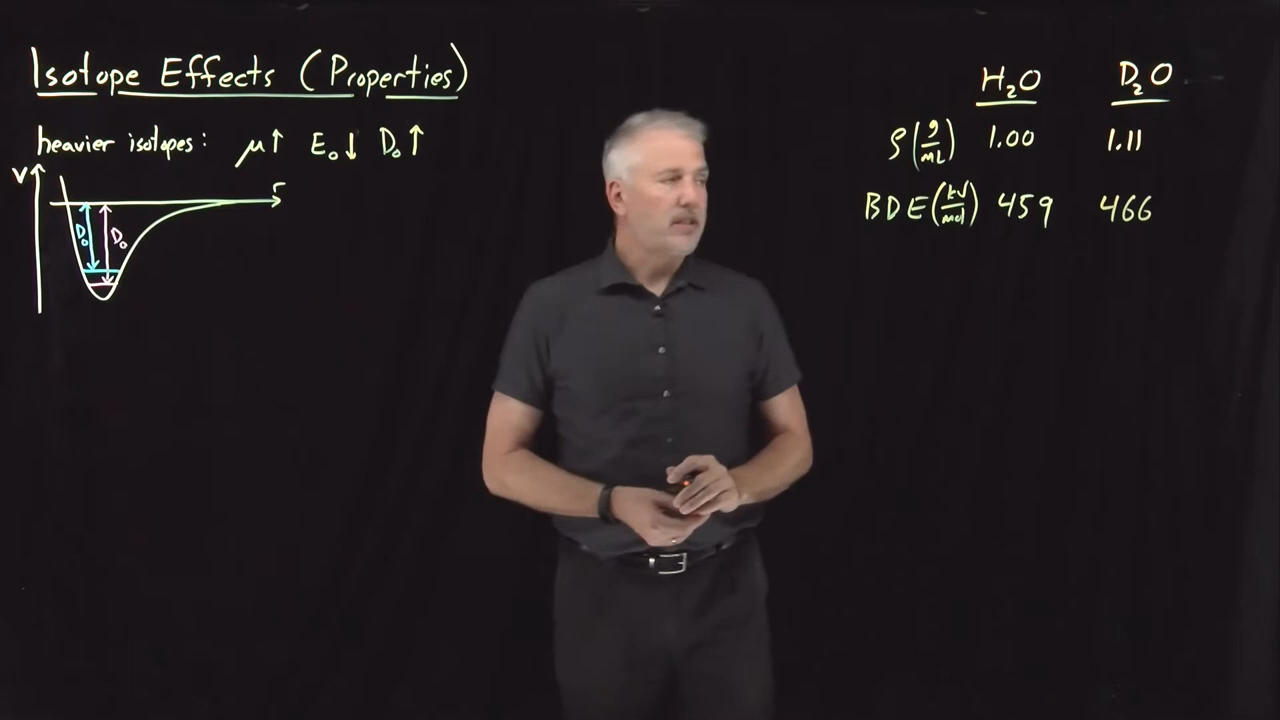 Isotope Effects (Properties)
heavier isotopes: μ↑ E₀↓ D₀↑
V
r
D₀ D₀
H₂O D₂O
ρ(g/mL) 1.00 1.11
BDE(kJ/mol) 459 466